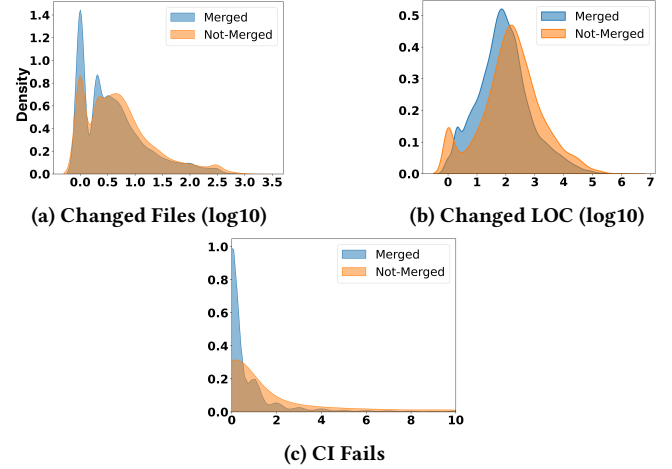 Merged
Not-Merged
Density
1.4
1.2
1.0
0.8
0.6
0.4
0.2
0.0
0.0 0.5 1.0 1.5 2.0 2.5 3.0 3.5
(a) Changed Files (log10)
Merged
Not-Merged
0.5
0.4
0.3
0.2
0.1
0.0
0 1 2 3 4 5 6 7
(b) Changed LOC (log10)
Merged
Not-Merged
1.0
0.8
0.6
0.4
0.2
0.0
0 2 4 6 8 10
(c) CI Fails